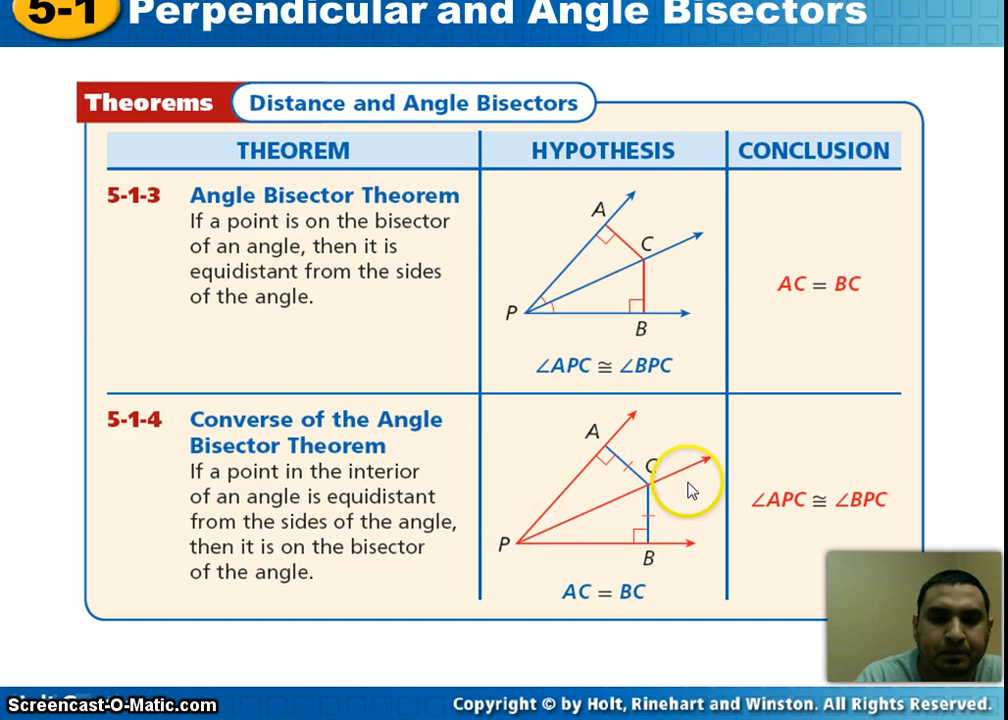 5-1 Perpendicular and Angle Bisectors
Theorems Distance and Angle Bisectors
THEOREM HYPOTHESIS CONCLUSION
5-1-3 Angle Bisector Theorem
If a point is on the bisector
of an angle, then it is
equidistant from the sides
of the angle.
A
C
P
B
∠APC ≅ ∠BPC
AC = BC
5-1-4 Converse of the Angle
Bisector Theorem
If a point in the interior
of an angle is equidistant
from the sides of the angle,
then it is on the bisector
of the angle.
A
C
P
B
AC = BC
∠APC ≅ ∠BPC
Screencast-O-Matic.com
Copyright © by Holt, Rinehart and Winston. All Rights Reserved.